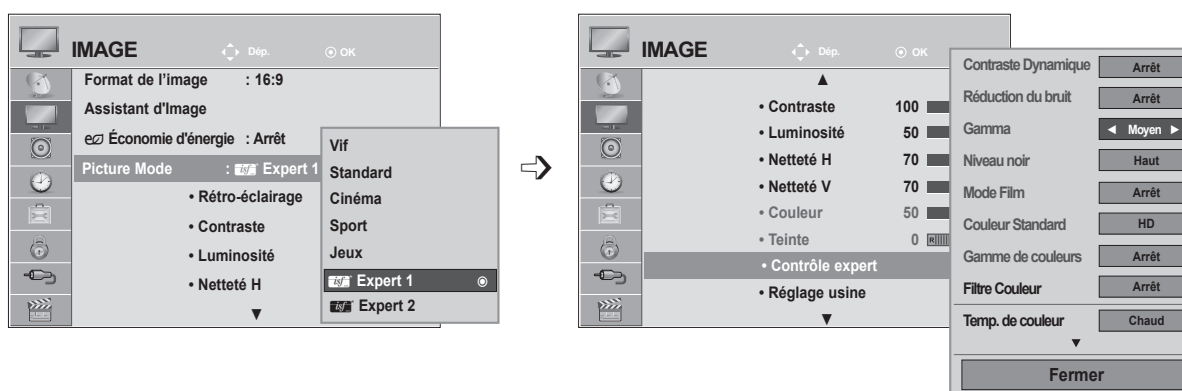 IMAGE
Dép.
OK
Format de l'image : 16:9
Assistant d'Image
Économie d'énergie : Arrêt
Picture Mode : isf Expert 1
• Rétro-éclairage
• Contraste
• Luminosité
• Netteté H
Vif
Standard
Cinéma
Sport
Jeux
isf Expert 1
isf Expert 2
IMAGE
Dép.
OK
• Contraste 100
• Luminosité 50
• Netteté H 70
• Netteté V 70
• Couleur 50
• Teinte 0 R
• Contrôle expert
• Réglage usine
Contraste Dynamique Arrêt
Réduction du bruit Arrêt
Gamma Moyen
Niveau noir Haut
Mode Film Arrêt
Couleur Standard HD
Gamme de couleurs Arrêt
Filtre Couleur Arrêt
Temp. de couleur Chaud
Fermer